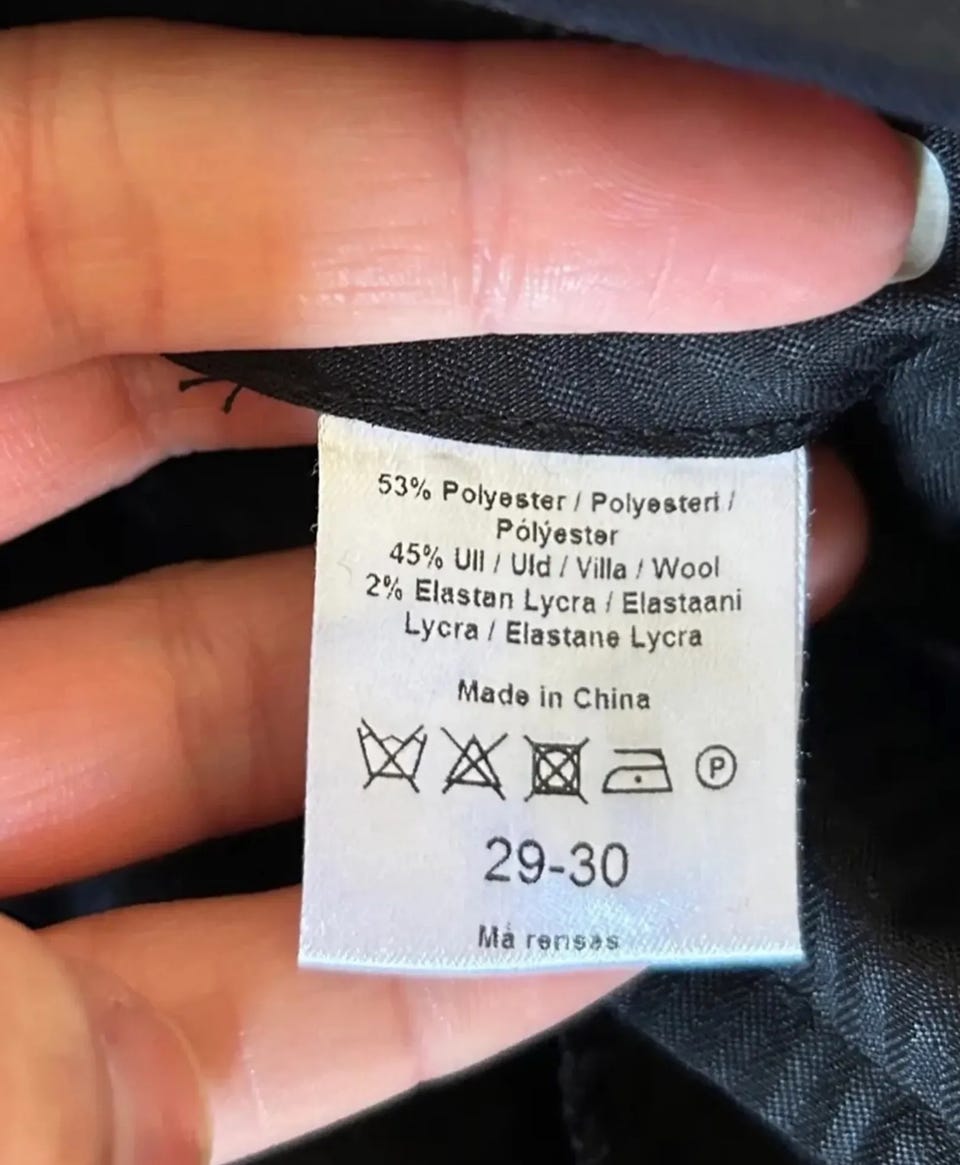 53% Polyester / Polyesteri /
Pólýester
45% Ull / Uld / Villa / Wool
2% Elastan Lycra / Elastaani
Lycra / Elastane Lycra
Made in China
P
29-30
Må renses